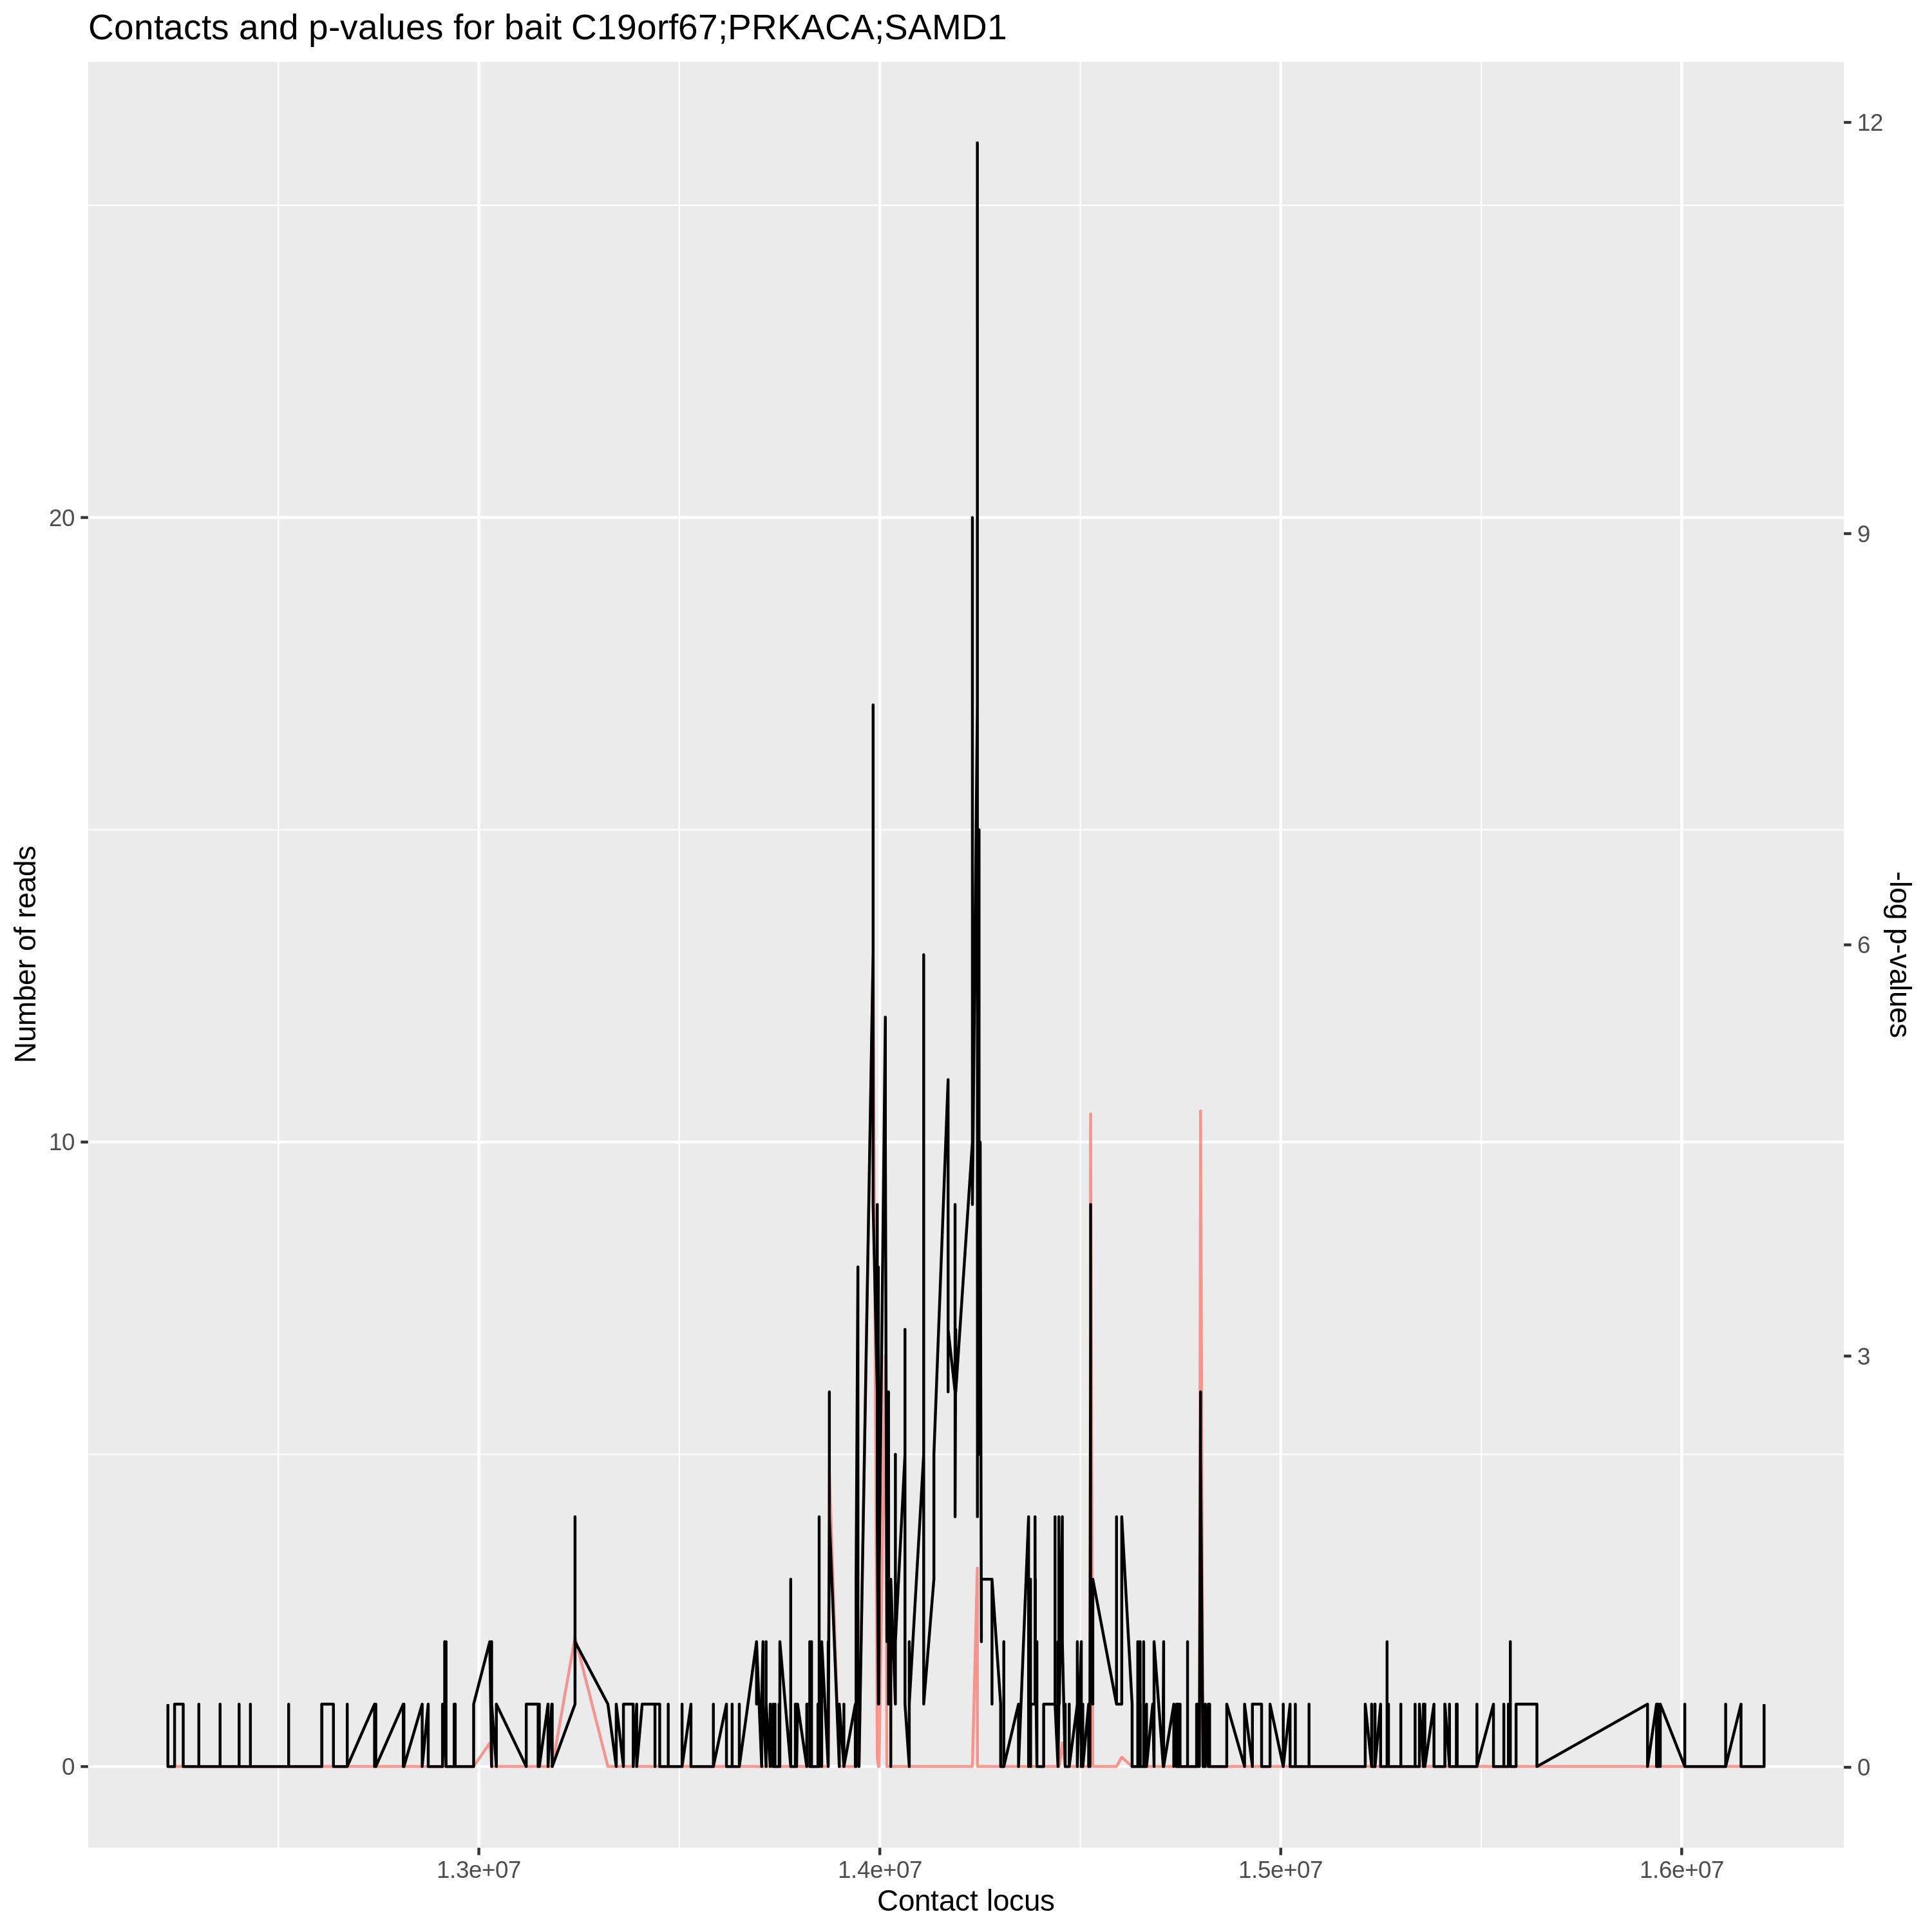 Contacts and p-values for bait C19orf67;PRKACA;SAMD1
12
20
9
Number of reads
-log p-values
6
10
3
0
0
1.3e+07
1.4e+07
1.5e+07
1.6e+07
Contact locus